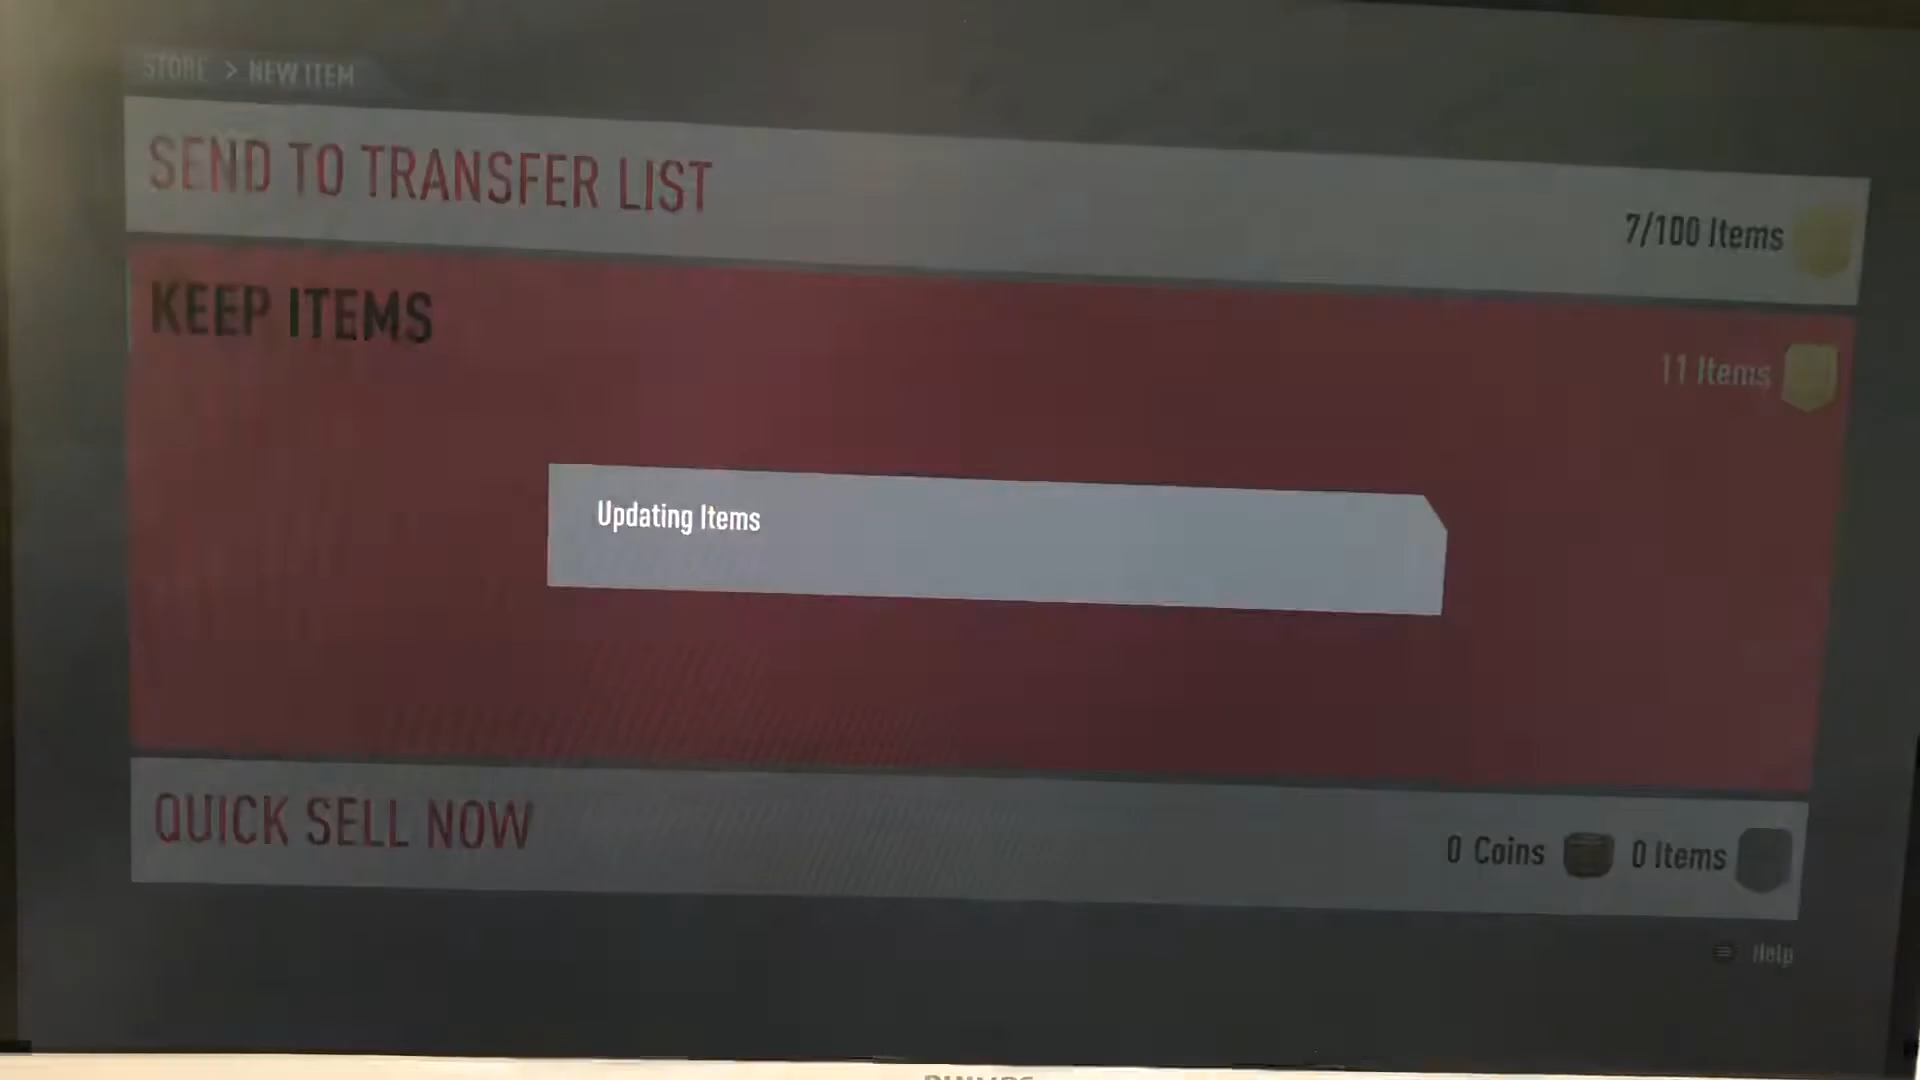 STORE > NEW ITEM
SEND TO TRANSFER LIST
7/100 Items
KEEP ITEMS
11 Items
Updating Items
QUICK SELL NOW
0 Coins 0 Items
Help